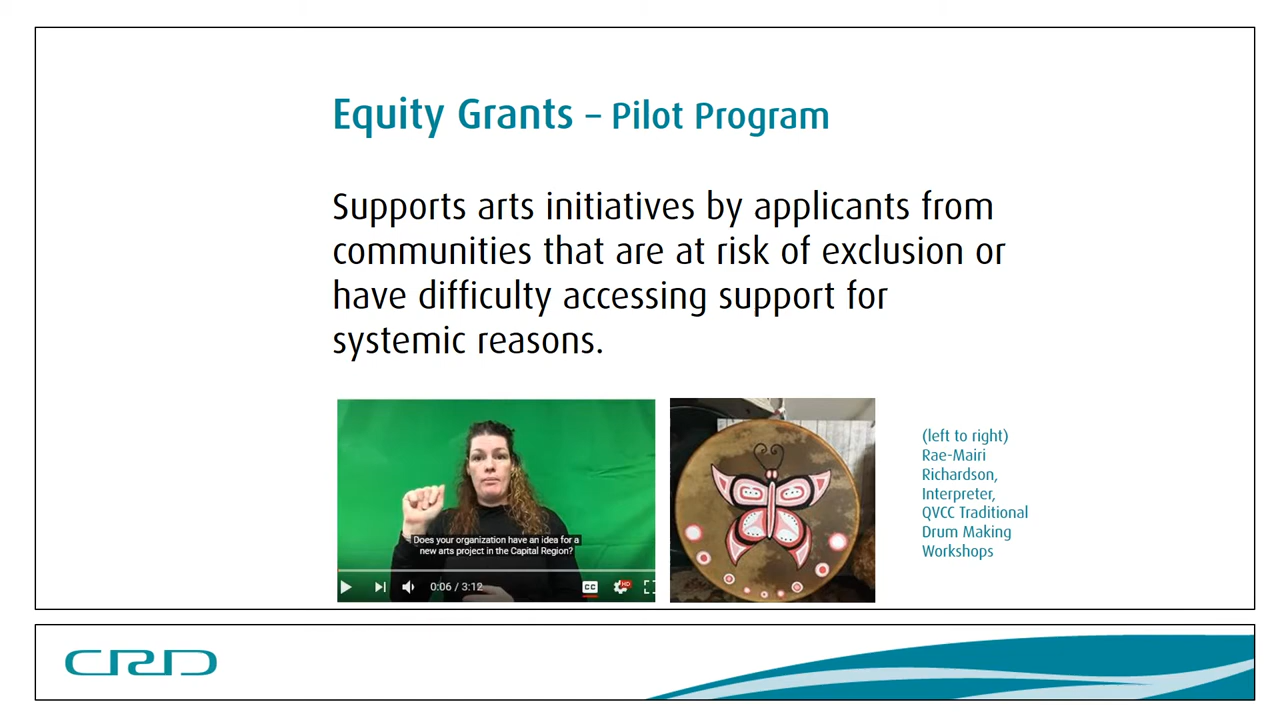 Equity Grants – Pilot Program
Supports arts initiatives by applicants from
communities that are at risk of exclusion or
have difficulty accessing support for
systemic reasons.
Does your organization have an idea for a
new arts project in the Capital Region?
0:06 / 3:12
CC
HD
(left to right)
Rae-Mairi
Richardson,
Interpreter,
QVCC Traditional
Drum Making
Workshops
CRD